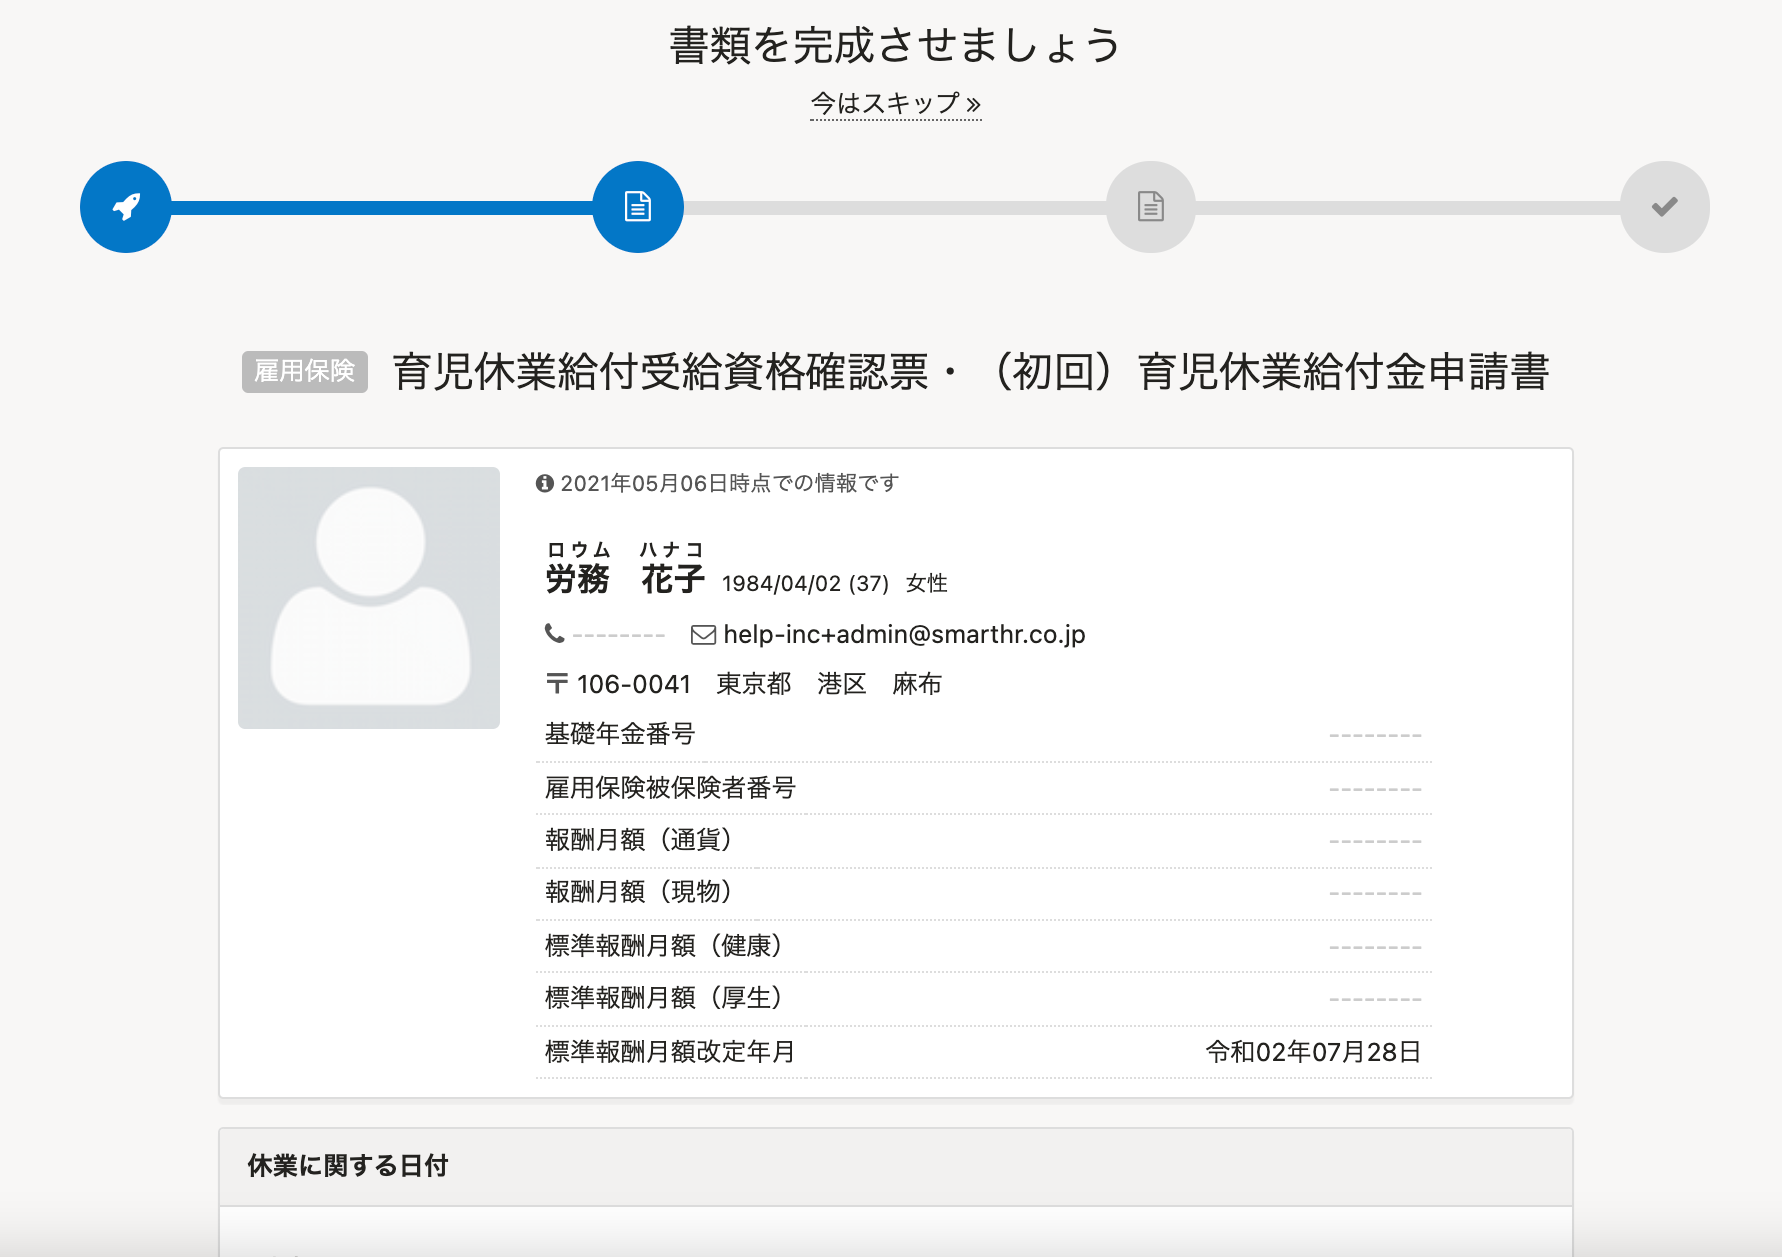 書類を完成させましょう
今はスキップ »
雇用保険 育児休業給付受給資格確認票・（初回）育児休業給付金申請書
2021年05月06日時点での情報です
ロウム　ハナコ
労務　花子 1984/04/02 (37) 女性
-------- help-inc+admin@smarthr.co.jp
〒106-0041　東京都　港区　麻布
基礎年金番号 --------
雇用保険被保険者番号 --------
報酬月額（通貨） --------
報酬月額（現物） --------
標準報酬月額（健康） --------
標準報酬月額（厚生） --------
標準報酬月額改定年月 令和02年07月28日
休業に関する日付